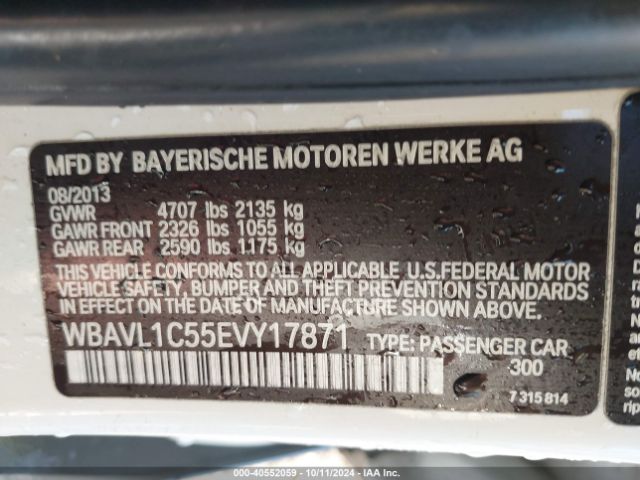 MFD BY BAYERISCHE MOTOREN WERKE AG
08/2013
GVWR 4707 lbs 2135 kg
GAWR FRONT 2326 lbs 1055 kg
GAWR REAR 2590 lbs 1175 kg
THIS VEHICLE CONFORMS TO ALL APPLICABLE U.S.FEDERAL MOTOR
VEHICLE SAFETY, BUMPER AND THEFT PREVENTION STANDARDS
IN EFFECT ON THE DATE OF MANUFACTURE SHOWN ABOVE.
WBAVL1C55EVY17871 TYPE: PASSENGER CAR
300
7 315 814
000-40552059 - 10/11/2024 - IAA Inc.